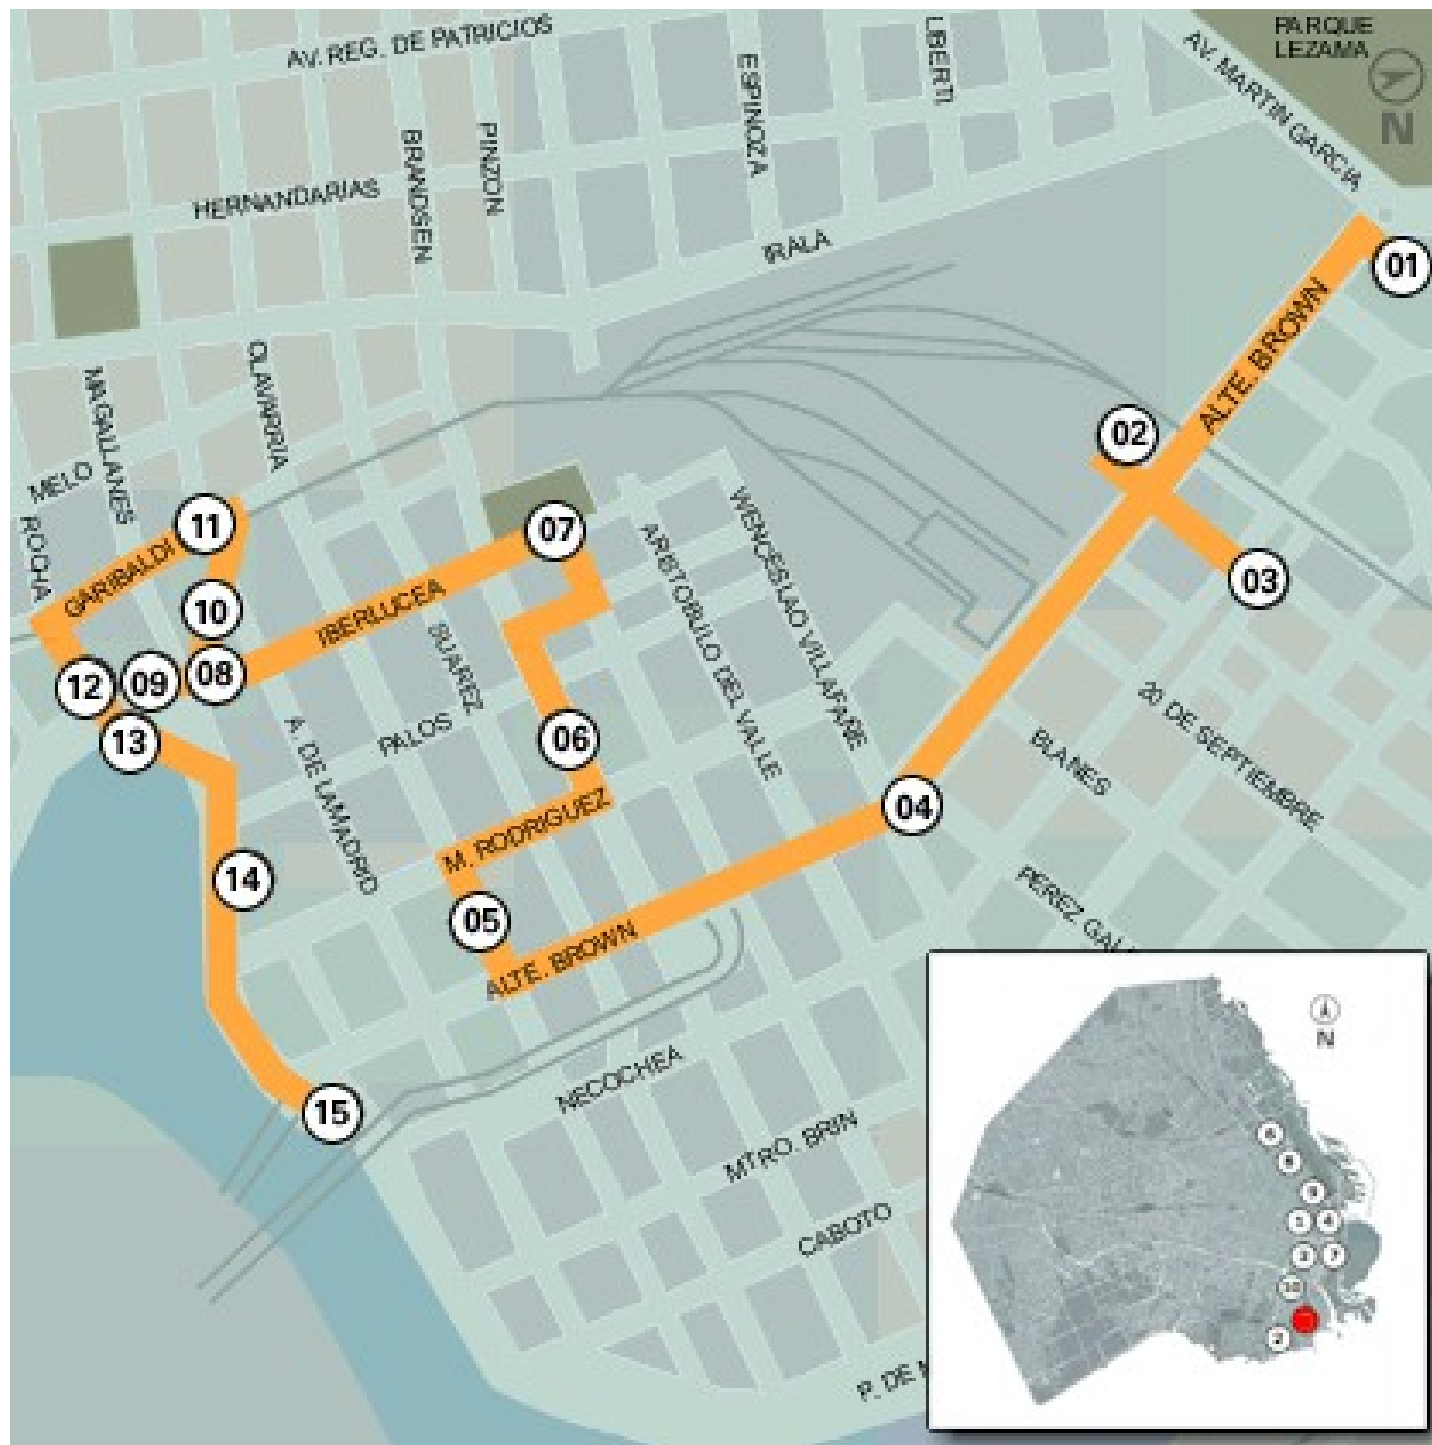 PARQUE
LEZAMA
N
AV. REG. DE PATRICIOS
LIBERTI
ESPINOZA
AV. MARTIN GARCIA
PINZÓN
BRANDSEN
HERNANDARIAS
IRALA
01
ALTE. BROWN
OLAVARRIA
MAGALLANES
MELO
ROCHA
02
03
11
GARIBALDI
10
07
IBERLUCEA
SUAREZ
ARISTOBULO DEL VALLE
WENCESLAO VILLAFAÑE
12
09
08
13
PALOS
06
A. DE LAMADRID
20 DE SEPTIEMBRE
BLANES
04
M. RODRIGUEZ
14
05
ALTE. BROWN
PEREZ
15
NECOCHEA
MTRO. BRIN
CABOTO
P. DE
N